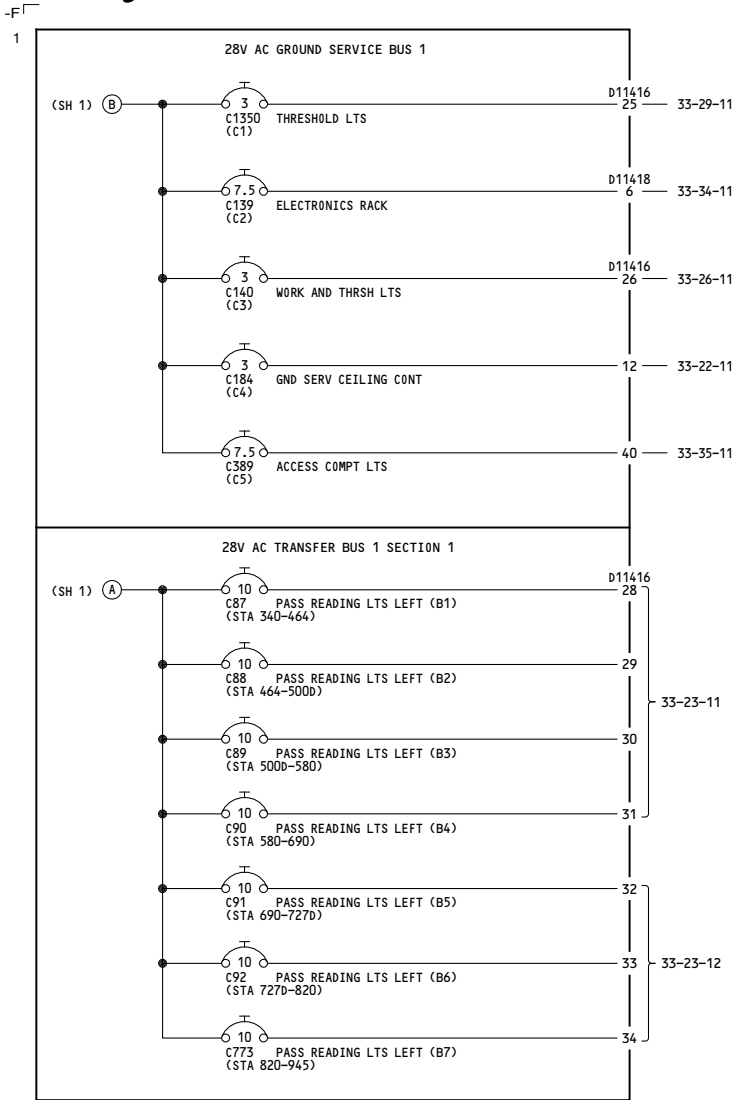 -F
1
28V AC GROUND SERVICE BUS 1
(SH 1) B
3
C1350 THRESHOLD LTS
(C1)
D11416
25 33-29-11
7.5
C139 ELECTRONICS RACK
(C2)
D11418
6 33-34-11
3
C140 WORK AND THRSH LTS
(C3)
D11416
26 33-26-11
3
C184 GND SERV CEILING CONT
(C4)
12 33-22-11
7.5
C389 ACCESS COMPT LTS
(C5)
40 33-35-11
28V AC TRANSFER BUS 1 SECTION 1
(SH 1) A
10
C87 PASS READING LTS LEFT (B1)
(STA 340-464)
D11416
28
10
C88 PASS READING LTS LEFT (B2)
(STA 464-500D)
29
33-23-11
10
C89 PASS READING LTS LEFT (B3)
(STA 500D-580)
30
10
C90 PASS READING LTS LEFT (B4)
(STA 580-690)
31
10
C91 PASS READING LTS LEFT (B5)
(STA 690-727D)
32
10
C92 PASS READING LTS LEFT (B6)
(STA 727D-820)
33 33-23-12
10
C773 PASS READING LTS LEFT (B7)
(STA 820-945)
34